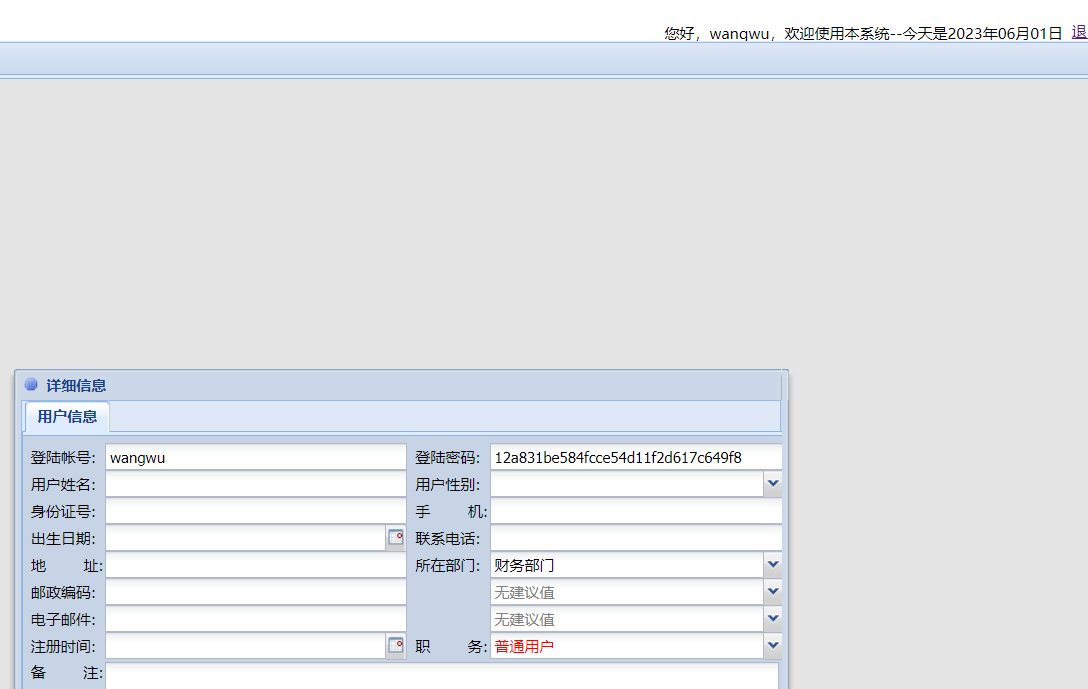 您好，wangwu，欢迎使用本系统--今天是2023年06月01日 退
详细信息
用户信息
登陆帐号: wangwu 登陆密码: 12a831be584fcce54d11f2d617c649f8
用户姓名: 用户性别:
身份证号: 手 机:
出生日期: 联系电话:
地 址: 所在部门: 财务部门
邮政编码: 无建议值
电子邮件: 无建议值
注册时间: 职 务: 普通用户
备 注: